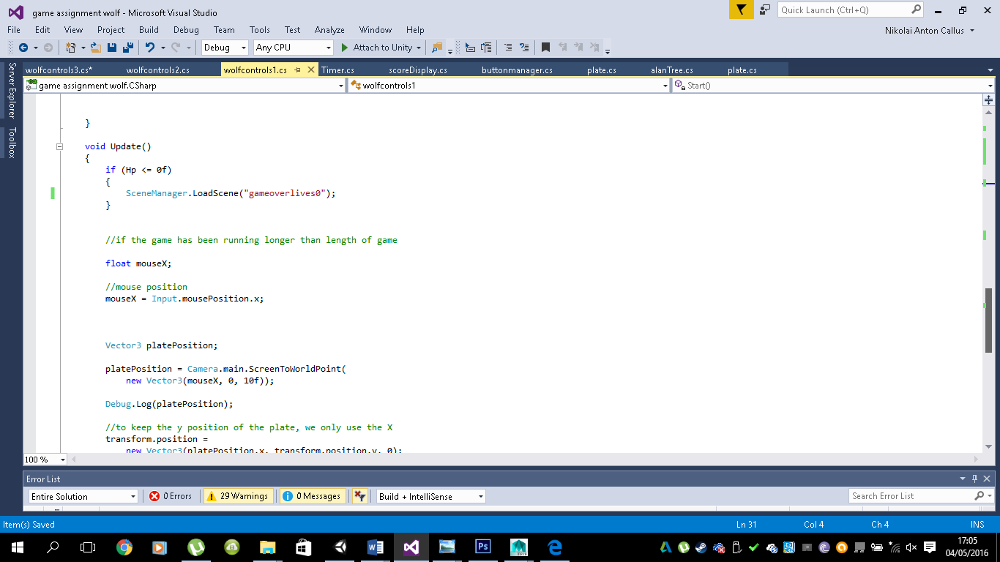 game assignment wolf - Microsoft Visual Studio
Quick Launch (Ctrl+Q)
File Edit View Project Build Debug Team Tools Test Analyze Window Help
Nikolai Anton Callus
Debug Any CPU Attach to Unity
Server Explorer
Toolbox
wolfcontrols3.cs* wolfcontrols2.cs wolfcontrols1.cs Timer.cs scoreDisplay.cs buttonmanager.cs plate.cs alanTree.cs plate.cs
game assignment wolf.CSharp wolfcontrols1 Start()
}
void Update()
{
if (Hp <= 0f)
{
SceneManager.LoadScene("gameoverlives0");
}
//if the game has been running longer than length of game
float mouseX;
//mouse position
mouseX = Input.mousePosition.x;
Vector3 platePosition;
platePosition = Camera.main.ScreenToWorldPoint(
new Vector3(mouseX, 0, 10f));
Debug.Log(platePosition);
//to keep the y position of the plate, we only use the X
transform.position =
new Vector3(platePosition.x, transform.position.y, 0);
100 %
Error List
Entire Solution 0 Errors 29 Warnings 0 Messages Build + IntelliSense Search Error List
Item(s) Saved Ln 31 Col 4 Ch 4 INS
17:05
04/05/2016